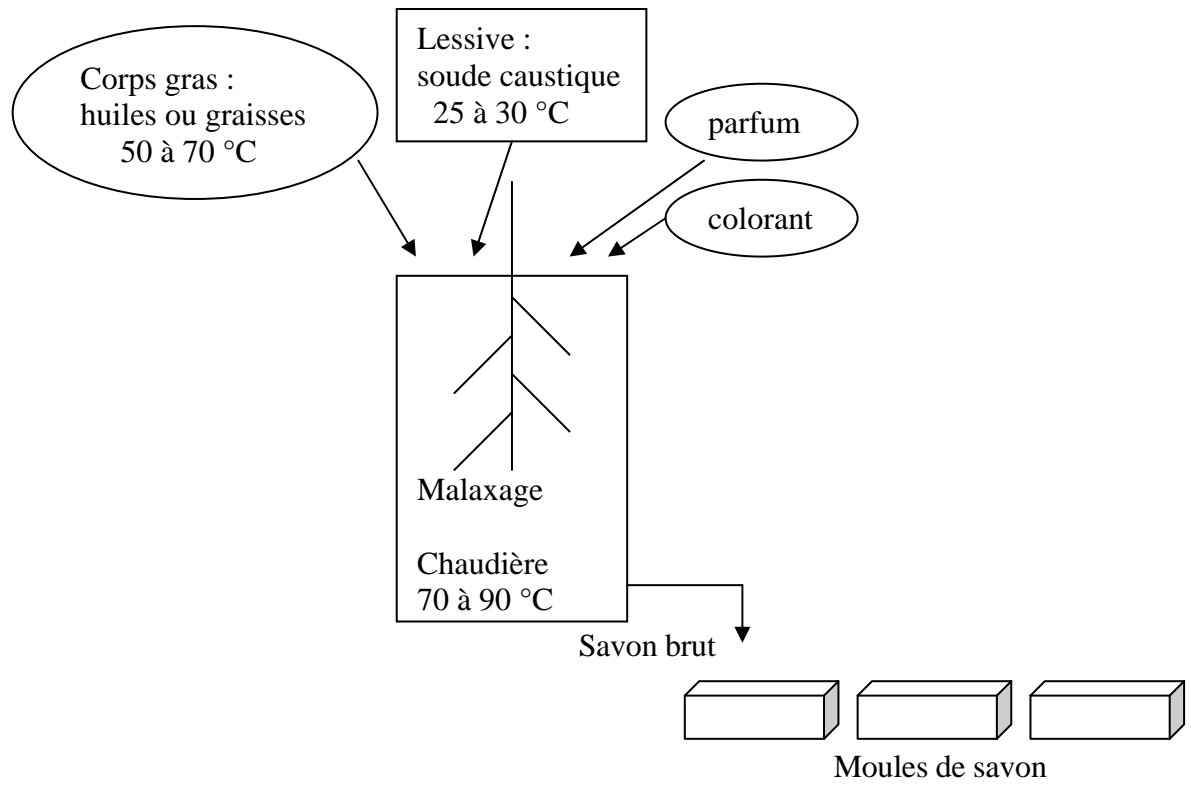 Corps gras :
huiles ou graisses
50 à 70 °C
Lessive :
soude caustique
25 à 30 °C
parfum
colorant
Malaxage
Chaudière
70 à 90 °C
Savon brut
Moules de savon